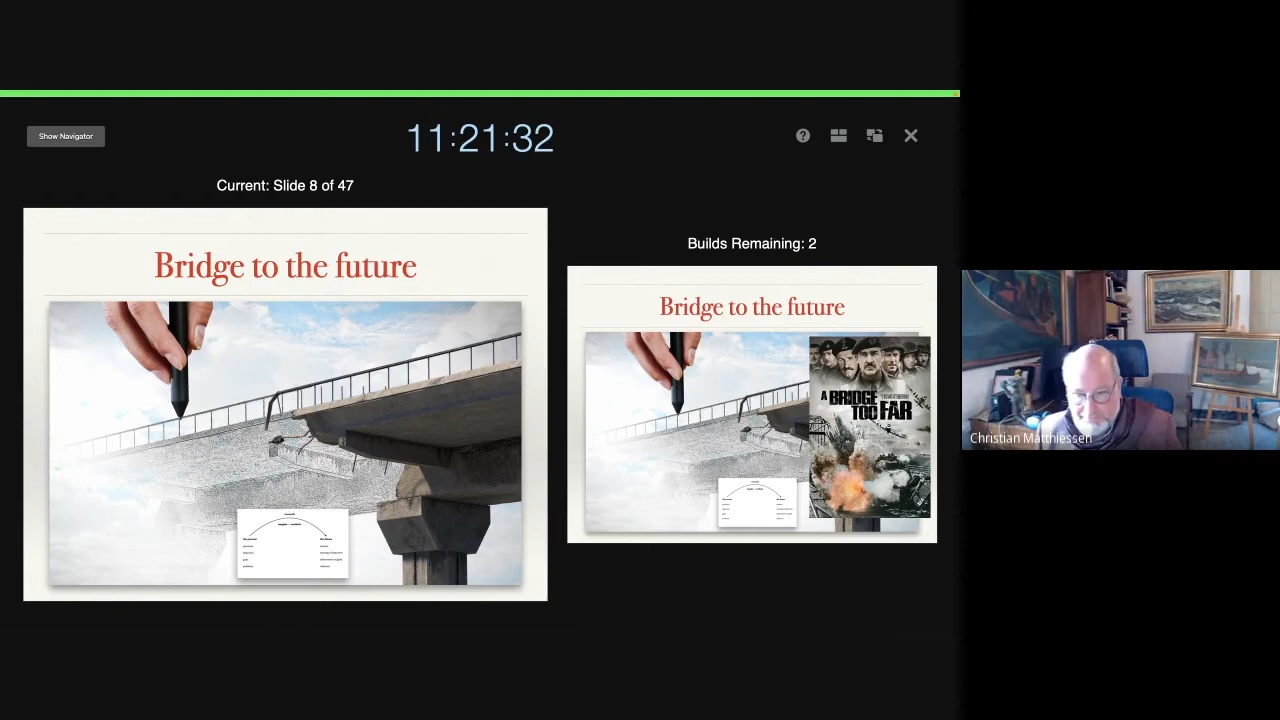 Show Navigator
11:21:32
Current: Slide 8 of 47
Bridge to the future
Builds Remaining: 2
Bridge to the future
A BRIDGE
TOO FAR
Christian Matthiessen